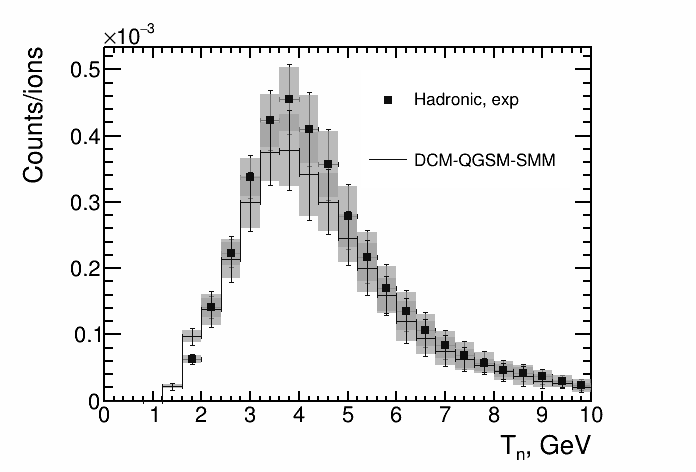 ×10⁻³
Counts/ions
0.5
0.4
0.3
0.2
0.1
0
Hadronic, exp
DCM-QGSM-SMM
0 1 2 3 4 5 6 7 8 9 10
Tₙ, GeV